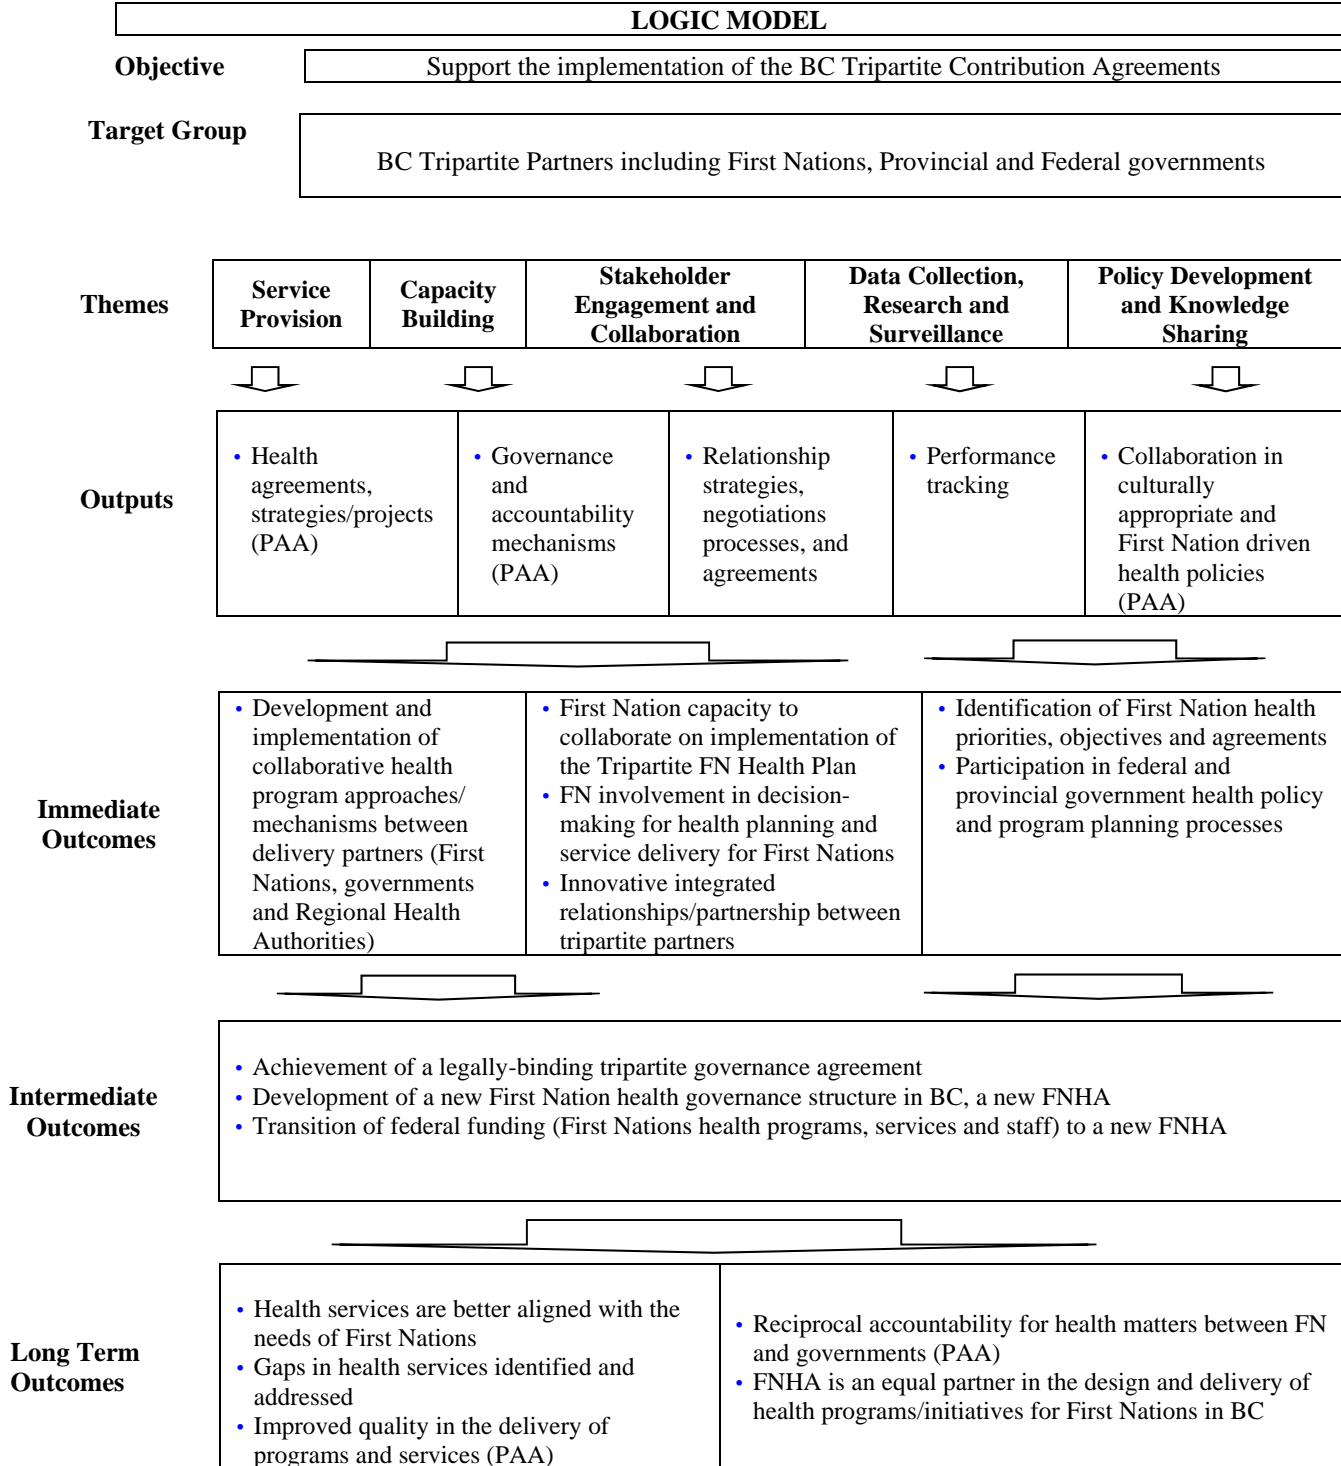 LOGIC MODEL
Objective
Support the implementation of the BC Tripartite Contribution Agreements
Target Group
BC Tripartite Partners including First Nations, Provincial and Federal governments
Themes
Service
Provision
Capacity
Building
Stakeholder
Engagement and
Collaboration
Data Collection,
Research and
Surveillance
Policy Development
and Knowledge
Sharing
Outputs
• Health
agreements,
strategies/projects
(PAA)
• Governance
and
accountability
mechanisms
(PAA)
• Relationship
strategies,
negotiations
processes, and
agreements
• Performance
tracking
• Collaboration in
culturally
appropriate and
First Nation driven
health policies
(PAA)
Immediate
Outcomes
• Development and
implementation of
collaborative health
program approaches/
mechanisms between
delivery partners (First
Nations, governments
and Regional Health
Authorities)
• First Nation capacity to
collaborate on implementation of
the Tripartite FN Health Plan
• FN involvement in decision-
making for health planning and
service delivery for First Nations
• Innovative integrated
relationships/partnership between
tripartite partners
• Identification of First Nation health
priorities, objectives and agreements
• Participation in federal and
provincial government health policy
and program planning processes
Intermediate
Outcomes
• Achievement of a legally-binding tripartite governance agreement
• Development of a new First Nation health governance structure in BC, a new FNHA
• Transition of federal funding (First Nations health programs, services and staff) to a new FNHA
Long Term
Outcomes
• Health services are better aligned with the
needs of First Nations
• Gaps in health services identified and
addressed
• Improved quality in the delivery of
programs and services (PAA)
• Reciprocal accountability for health matters between FN
and governments (PAA)
• FNHA is an equal partner in the design and delivery of
health programs/initiatives for First Nations in BC